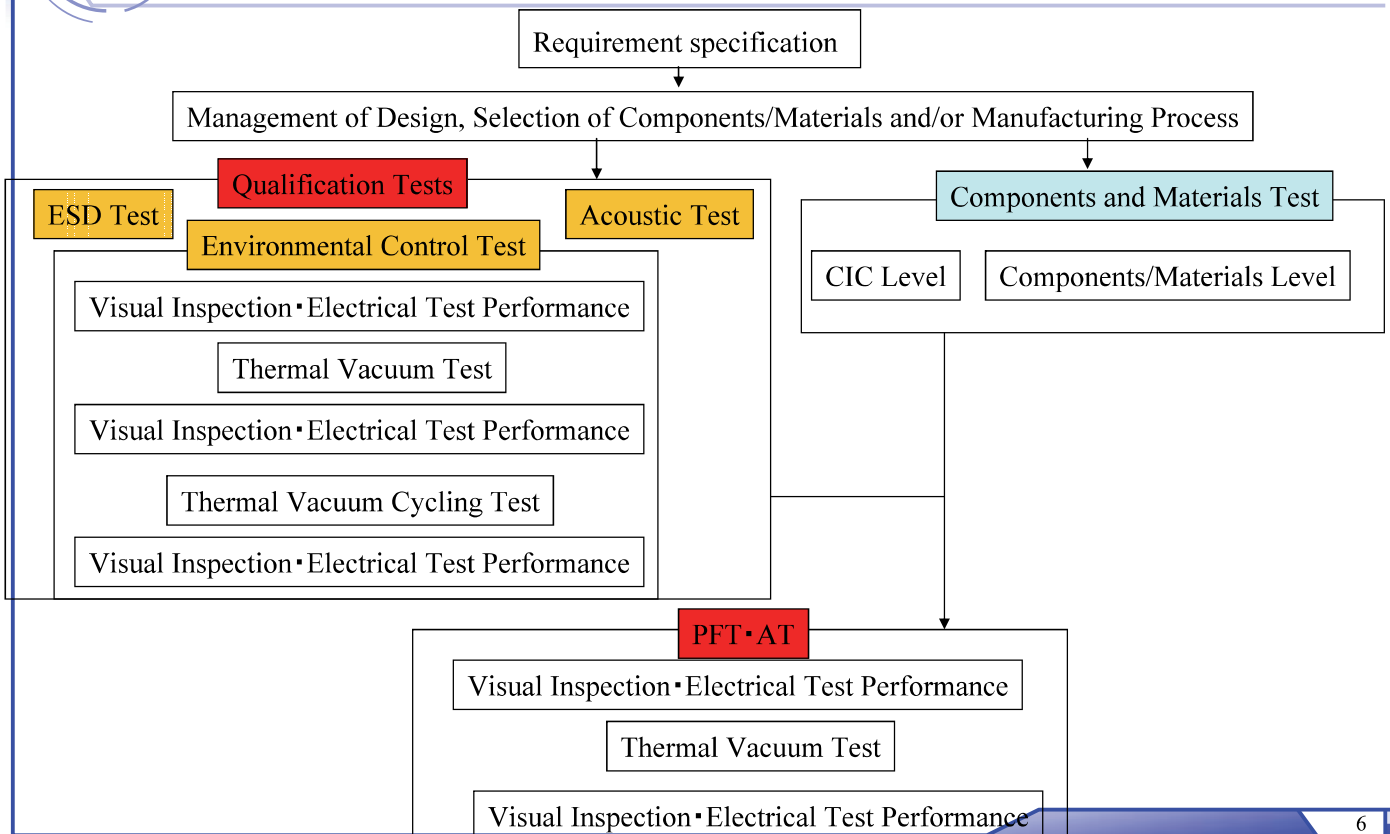 Requirement specification
Management of Design, Selection of Components/Materials and/or Manufacturing Process
Qualification Tests
ESD Test
Acoustic Test
Environmental Control Test
Visual Inspection▪Electrical Test Performance
Thermal Vacuum Test
Visual Inspection▪Electrical Test Performance
Thermal Vacuum Cycling Test
Visual Inspection▪Electrical Test Performance
Components and Materials Test
CIC Level
Components/Materials Level
PFT▪AT
Visual Inspection▪Electrical Test Performance
Thermal Vacuum Test
Visual Inspection▪Electrical Test Performance
6